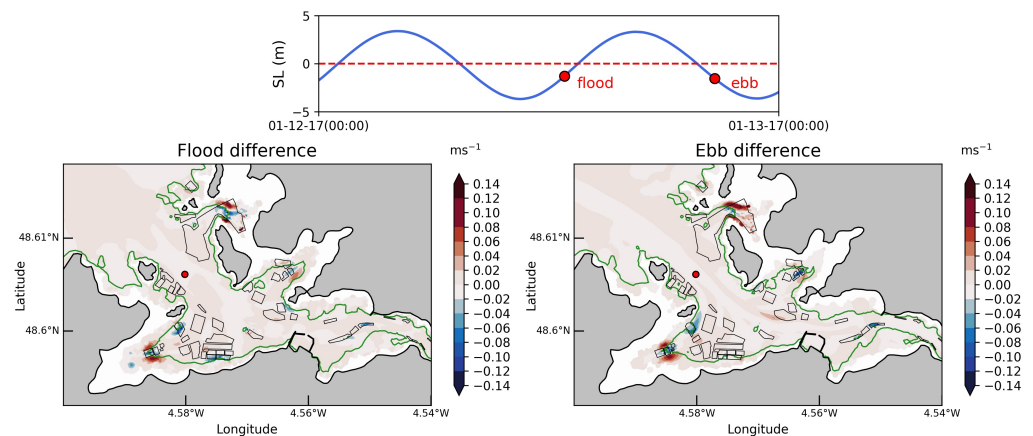 5
0
−5
SL (m)
flood
ebb
01-12-17(00:00)
01-13-17(00:00)
Flood difference
ms⁻¹
Ebb difference
ms⁻¹
48.61°N
48.6°N
Latitude
4.58°W
4.56°W
4.54°W
Longitude
0.14
0.12
0.10
0.08
0.06
0.04
0.02
0.00
−0.02
−0.04
−0.06
−0.08
−0.10
−0.12
−0.14
48.61°N
48.6°N
Latitude
4.58°W
4.56°W
4.54°W
Longitude
0.14
0.12
0.10
0.08
0.06
0.04
0.02
0.00
−0.02
−0.04
−0.06
−0.08
−0.10
−0.12
−0.14